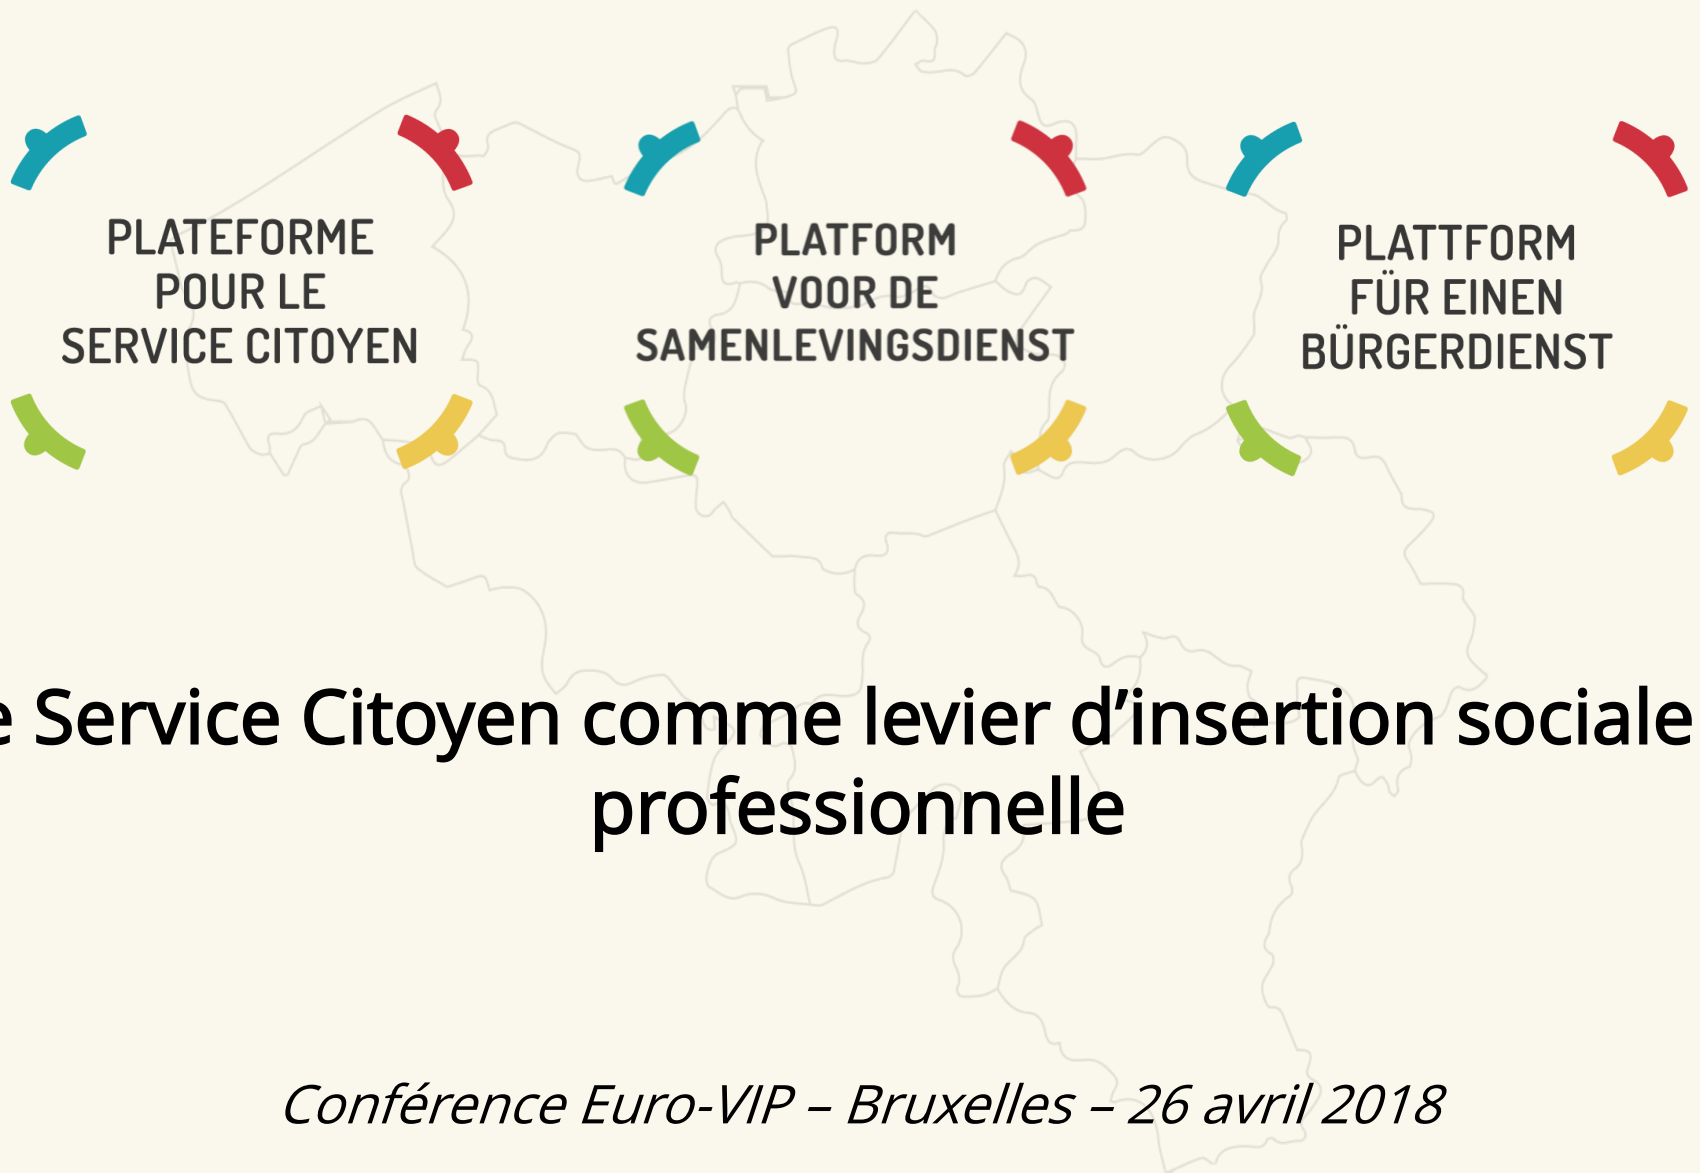 PLATEFORME
POUR LE
SERVICE CITOYEN
PLATFORM
VOOR DE
SAMENLEVINGSDIENST
PLATTFORM
FÜR EINEN
BÜRGERDIENST
e Service Citoyen comme levier d’insertion sociale
professionnelle
Conférence Euro-VIP – Bruxelles – 26 avril 2018